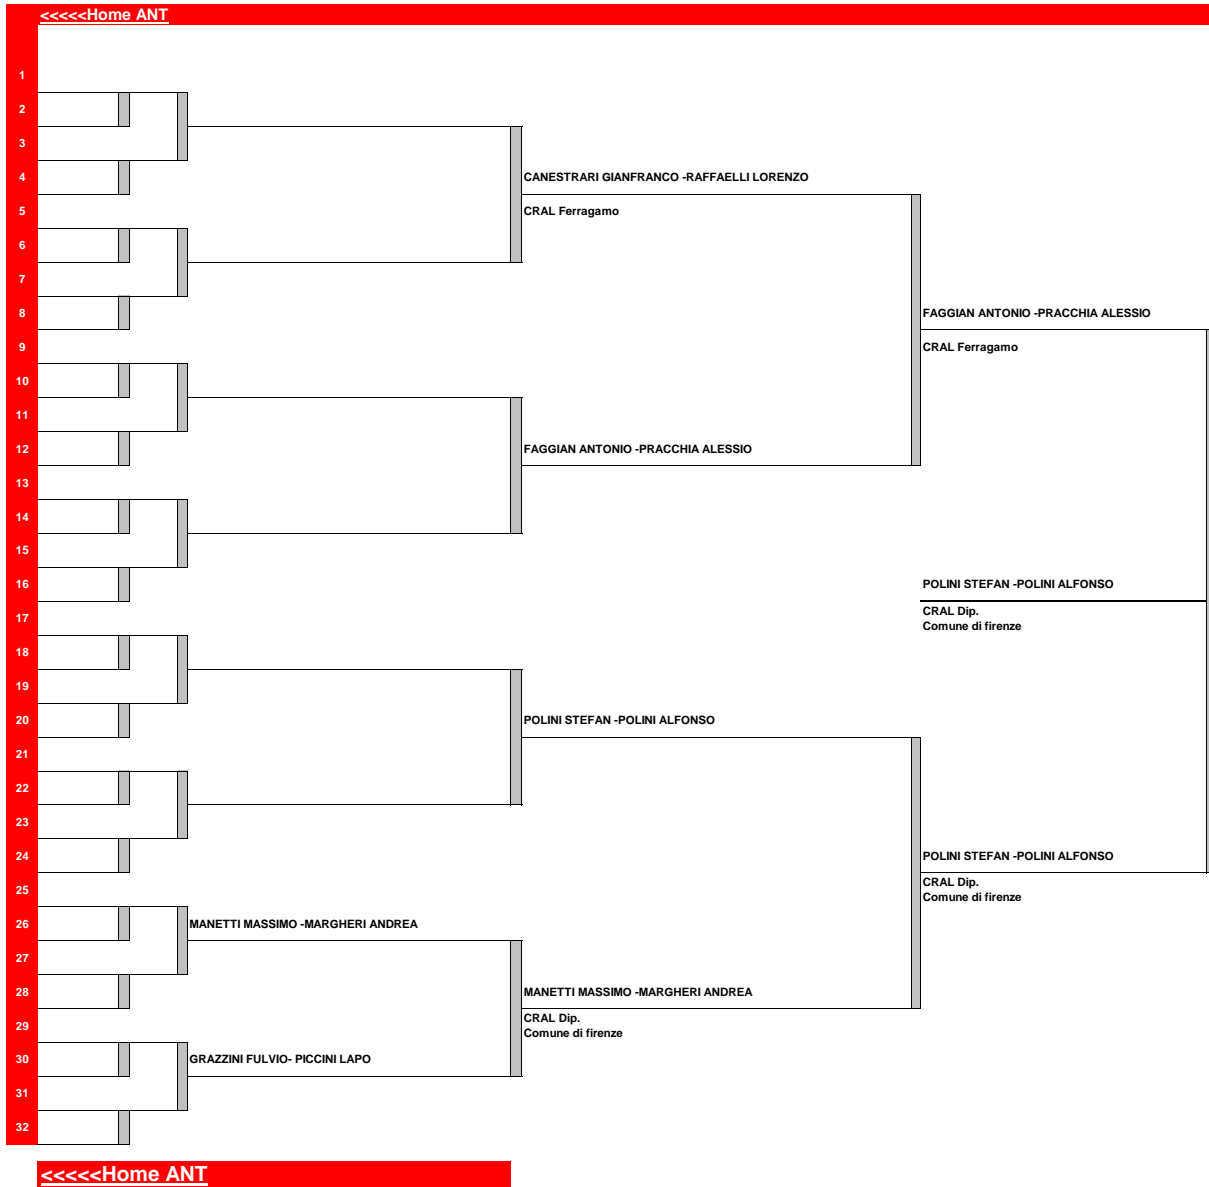 <<<<<Home ANT
1
2
3
4
CANESTRARI GIANFRANCO -RAFFAELLI LORENZO
5
CRAL Ferragamo
6
7
8
FAGGIAN ANTONIO -PRACCHIA ALESSIO
9
CRAL Ferragamo
10
11
12
FAGGIAN ANTONIO -PRACCHIA ALESSIO
13
14
15
16
POLINI STEFAN -POLINI ALFONSO
17
CRAL Dip.
Comune di firenze
18
19
20
POLINI STEFAN -POLINI ALFONSO
21
22
23
24
POLINI STEFAN -POLINI ALFONSO
25
CRAL Dip.
Comune di firenze
26
MANETTI MASSIMO -MARGHERI ANDREA
27
28
MANETTI MASSIMO -MARGHERI ANDREA
29
CRAL Dip.
Comune di firenze
30
GRAZZINI FULVIO- PICCINI LAPO
31
32
<<<<<Home ANT